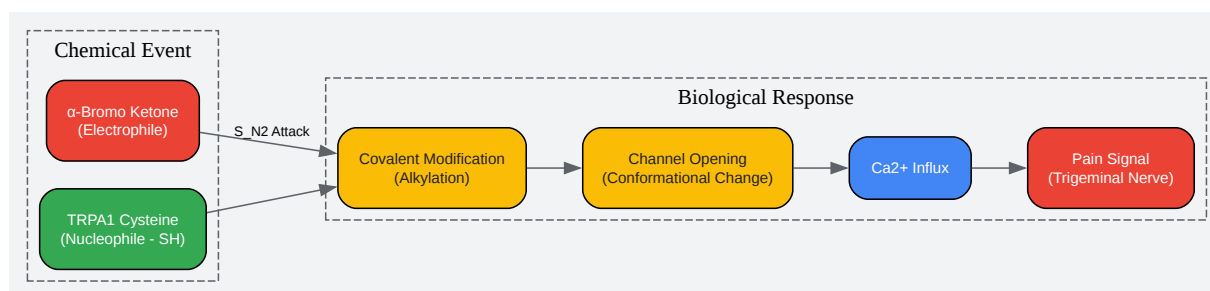 Chemical Event
α-Bromo Ketone
(Electrophile)
S_N2 Attack
TRPA1 Cysteine
(Nucleophile - SH)
Biological Response
Covalent Modification
(Alkylation)
Channel Opening
(Conformational Change)
Ca2+ Influx
Pain Signal
(Trigeminal Nerve)